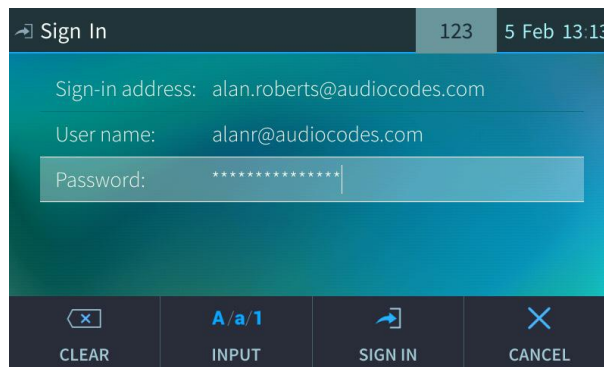 Sign In 123 5 Feb 13:13
Sign-in address: alan.roberts@audiocodes.com
User name: alanr@audiocodes.com
Password: ***************
A/a/1
CLEAR INPUT SIGN IN CANCEL